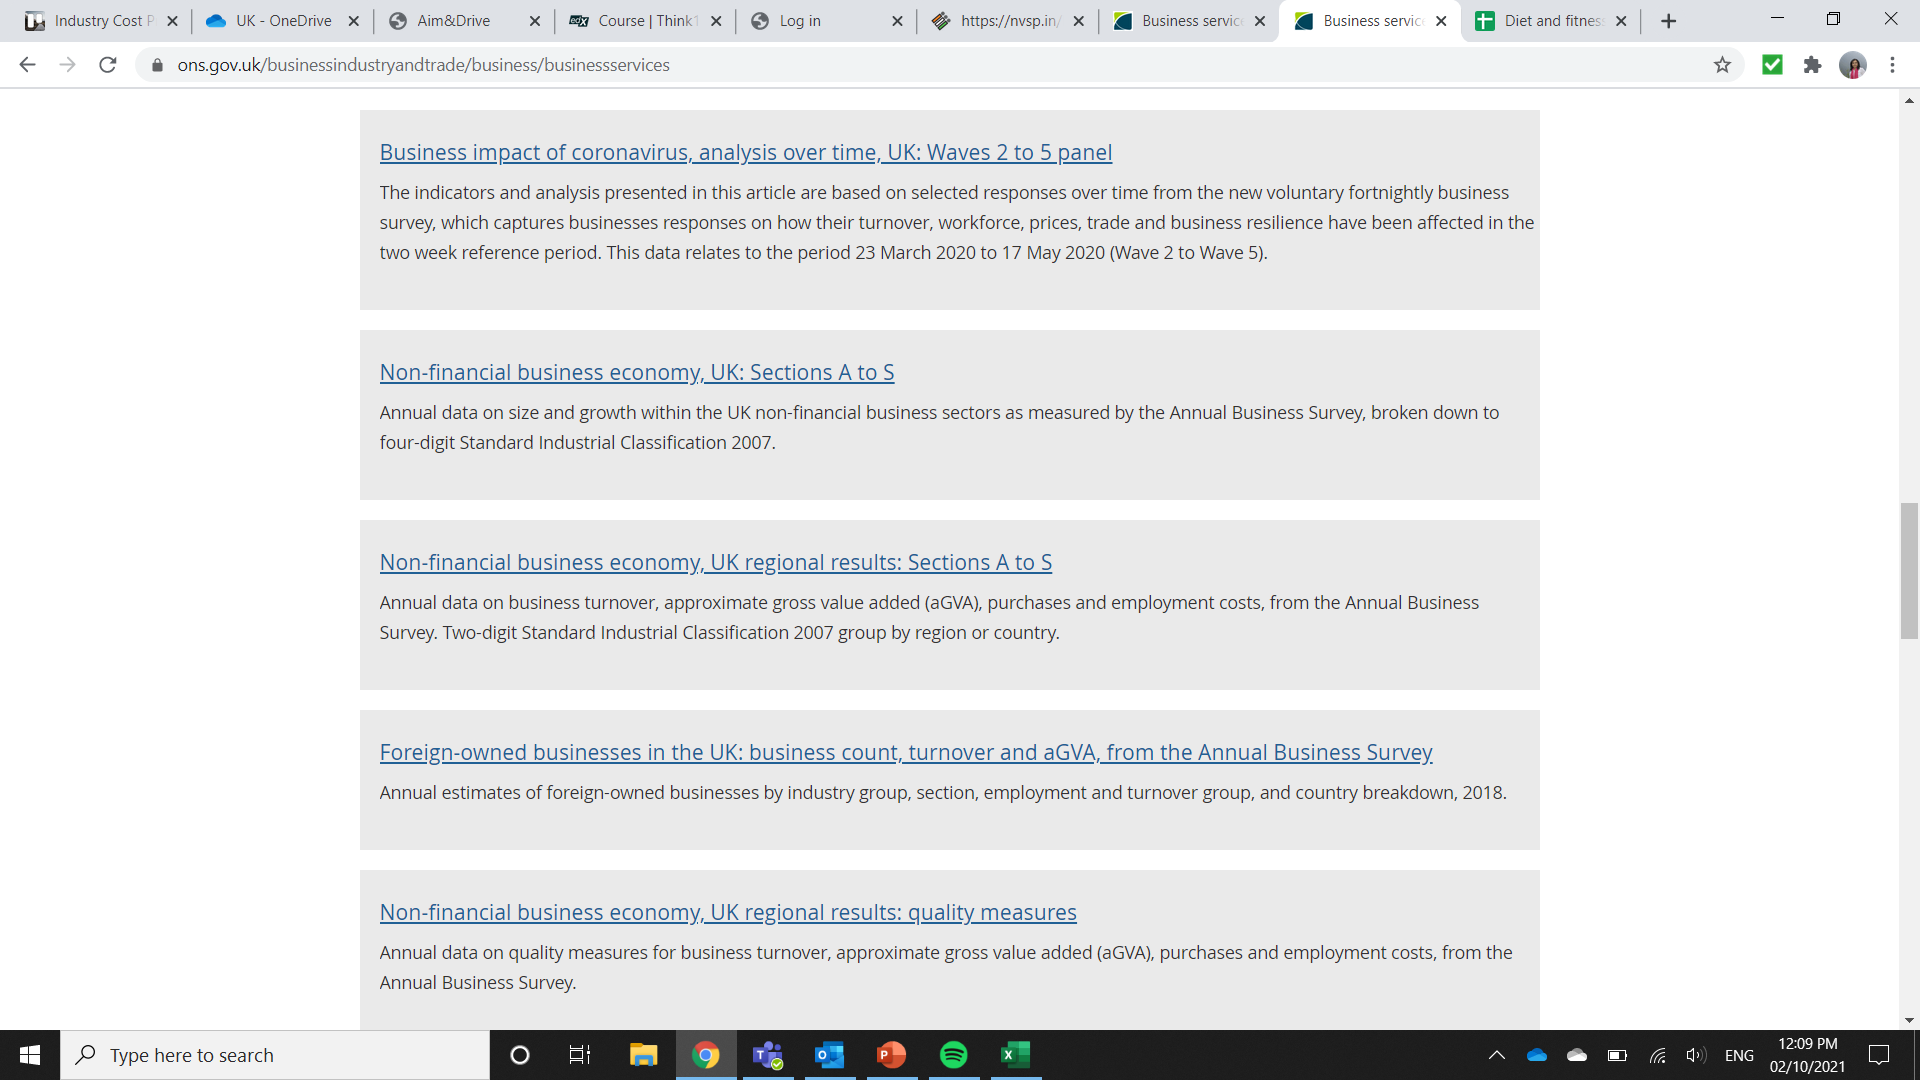 Industry Cost P
UK - OneDrive
Aim&Drive
edX
Course | Think1
Log in
https://nvsp.in/
Business servic
Business servic
Diet and fitnes
ons.gov.uk/businessindustryandtrade/business/businessservices
Business impact of coronavirus, analysis over time, UK: Waves 2 to 5 panel
The indicators and analysis presented in this article are based on selected responses over time from the new voluntary fortnightly business
survey, which captures businesses responses on how their turnover, workforce, prices, trade and business resilience have been affected in the
two week reference period. This data relates to the period 23 March 2020 to 17 May 2020 (Wave 2 to Wave 5).
Non-financial business economy, UK: Sections A to S
Annual data on size and growth within the UK non-financial business sectors as measured by the Annual Business Survey, broken down to
four-digit Standard Industrial Classification 2007.
Non-financial business economy, UK regional results: Sections A to S
Annual data on business turnover, approximate gross value added (aGVA), purchases and employment costs, from the Annual Business
Survey. Two-digit Standard Industrial Classification 2007 group by region or country.
Foreign-owned businesses in the UK: business count, turnover and aGVA, from the Annual Business Survey
Annual estimates of foreign-owned businesses by industry group, section, employment and turnover group, and country breakdown, 2018.
Non-financial business economy, UK regional results: quality measures
Annual data on quality measures for business turnover, approximate gross value added (aGVA), purchases and employment costs, from the
Annual Business Survey.
Type here to search
ENG
12:09 PM
02/10/2021